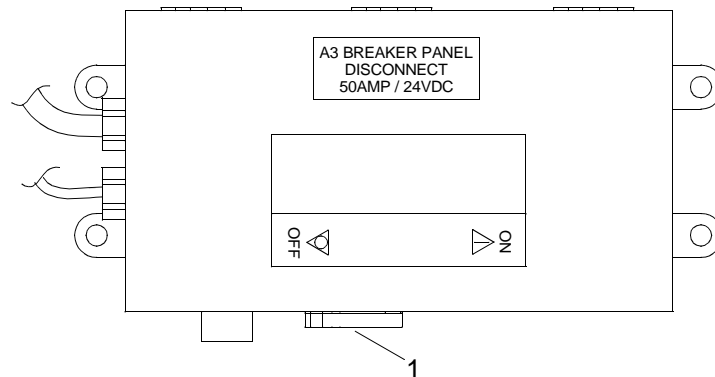 A3 BREAKER PANEL
DISCONNECT
50AMP / 24VDC
OFF
ON
1